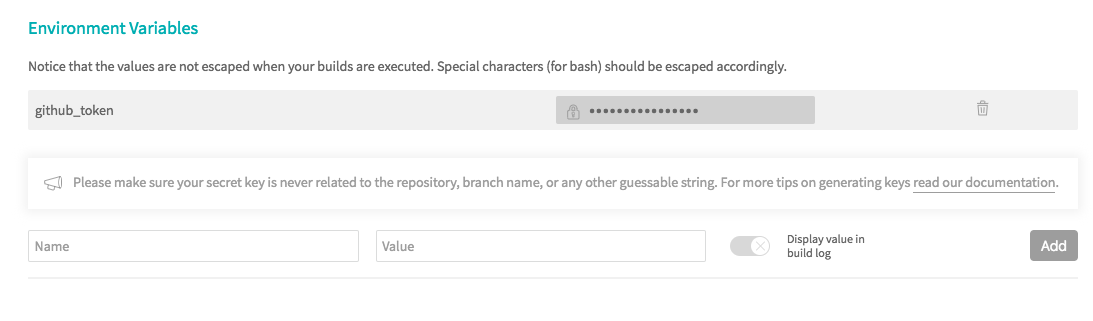 Environment Variables
Notice that the values are not escaped when your builds are executed. Special characters (for bash) should be escaped accordingly.
github_token ••••••••••••••••
Please make sure your secret key is never related to the repository, branch name, or any other guessable string. For more tips on generating keys read our documentation.
Name Value Display value in
build log Add